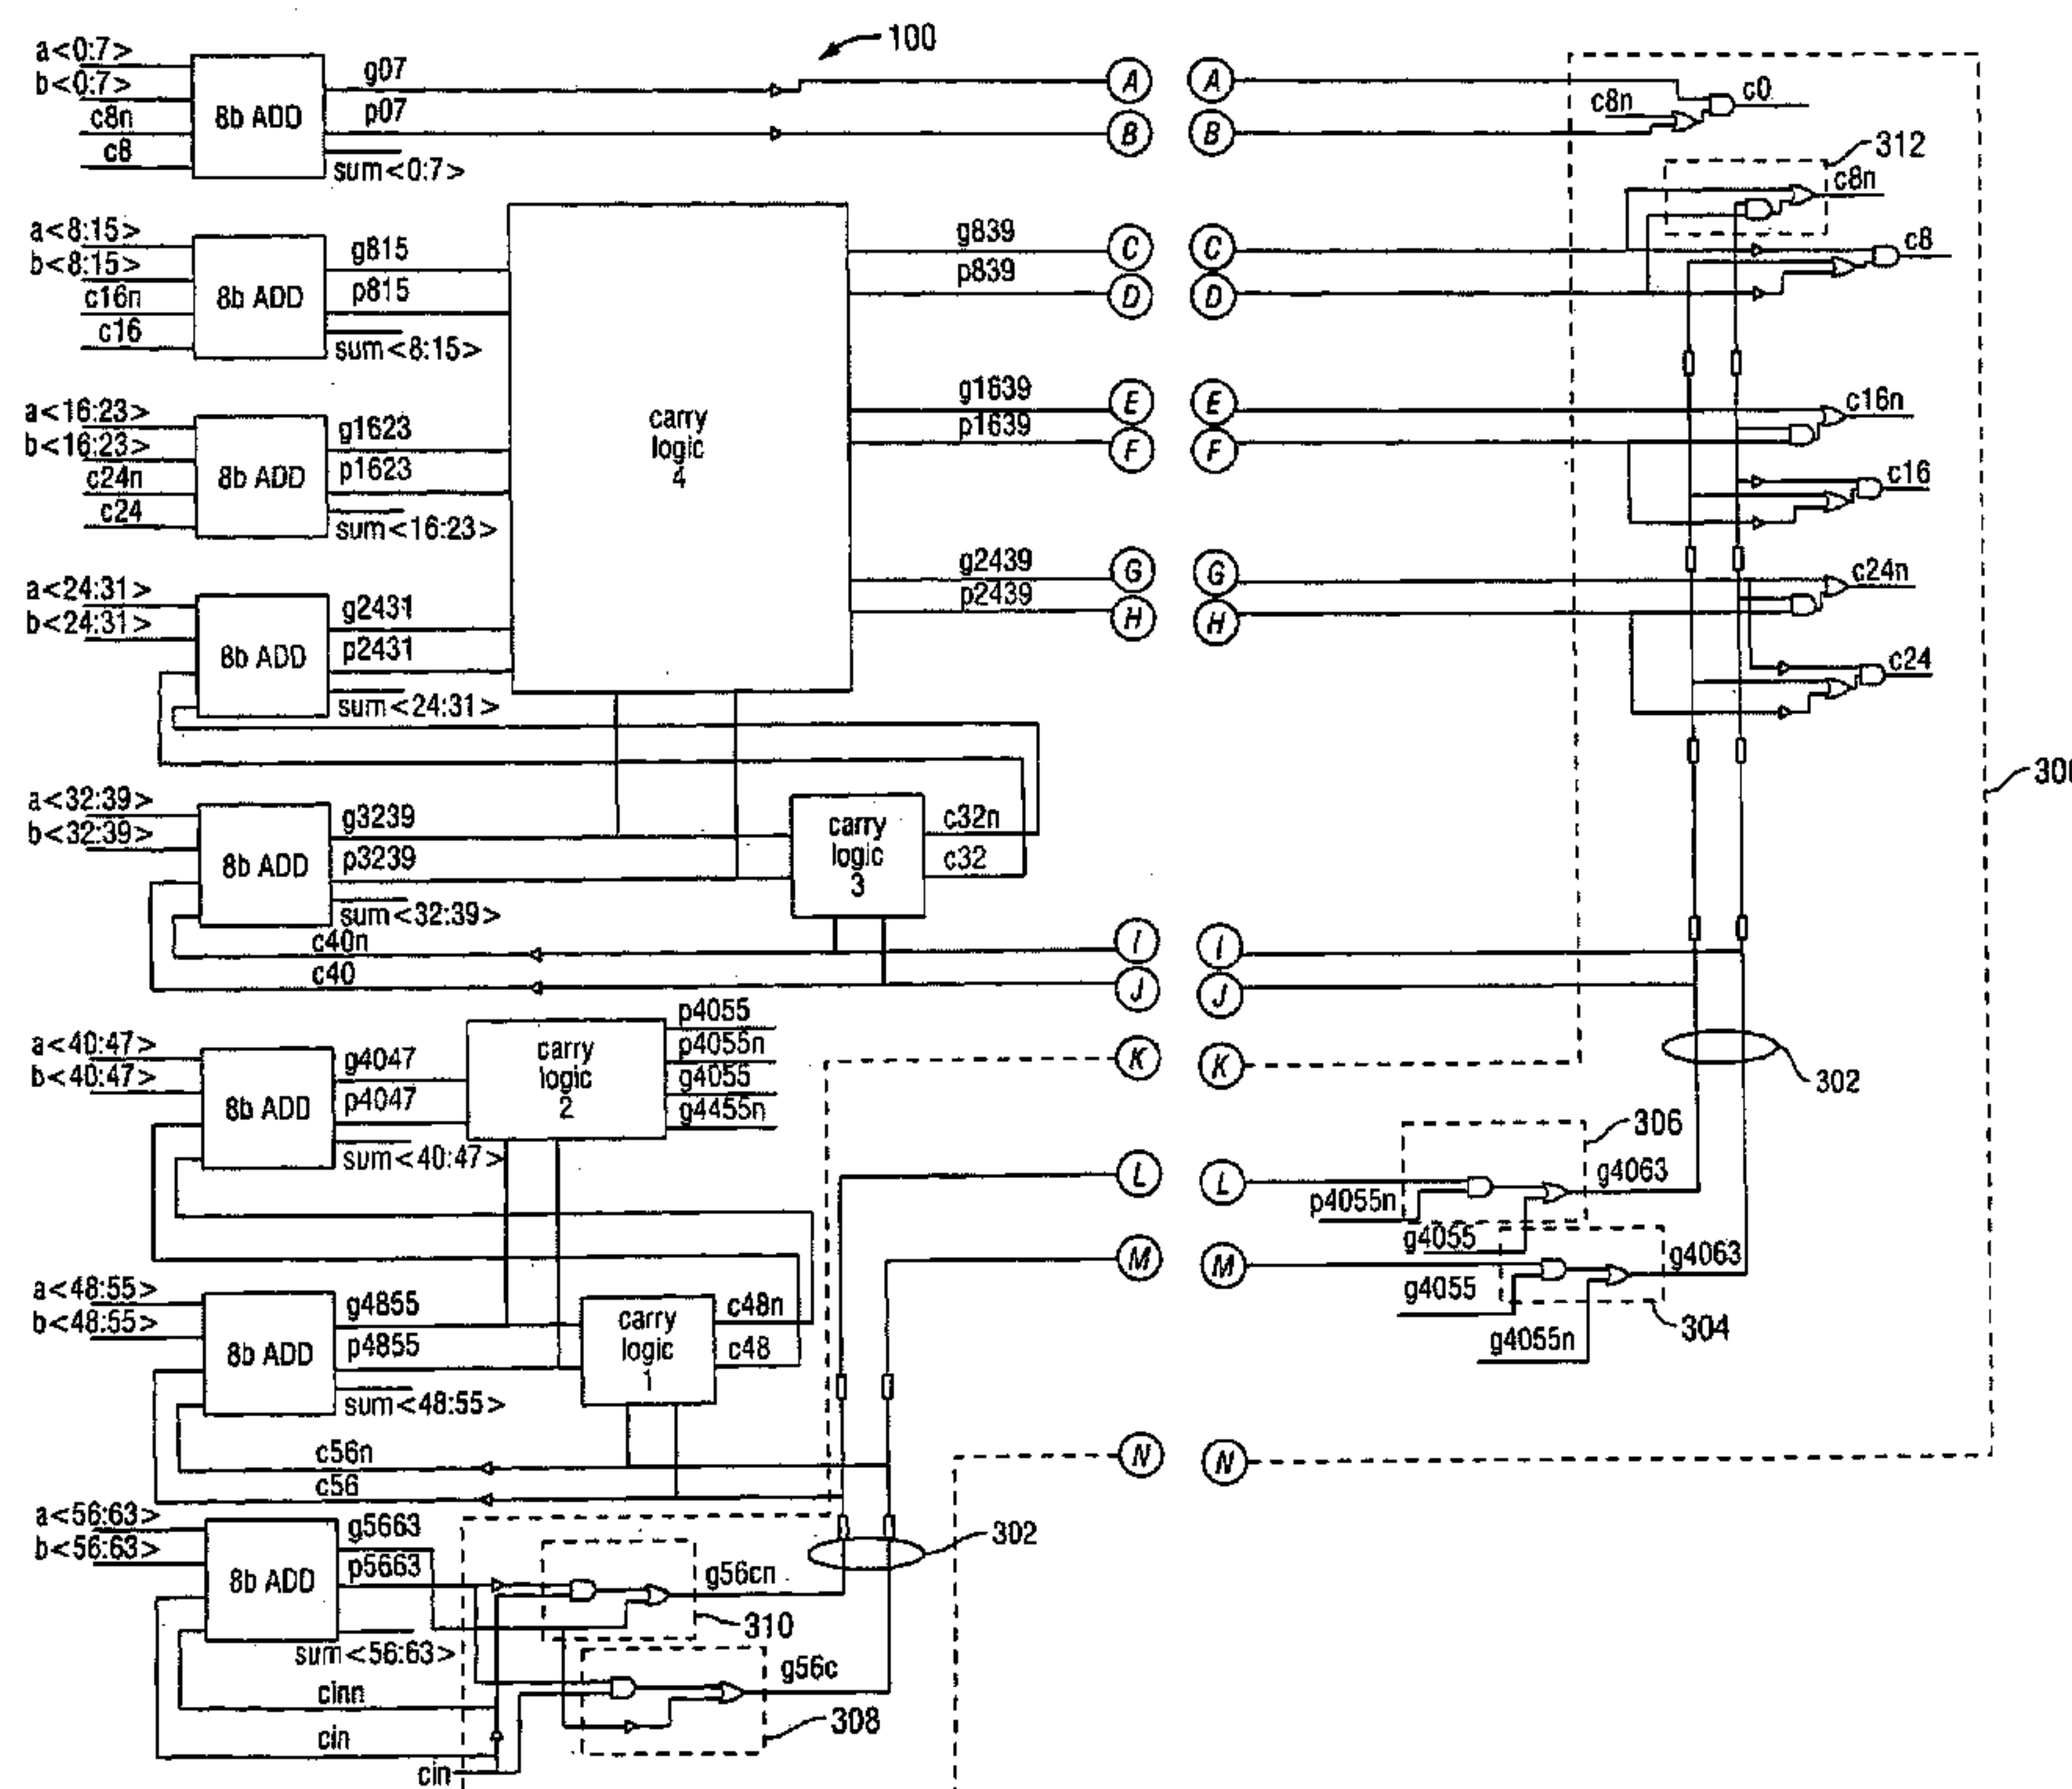 100
a<0:7>
b<0:7>
c8n
c8
8b ADD
g07
p07
sum<0:7>
A
B
A
B
c8n
c0
312
c8n
c8
a<8:15>
b<8:15>
c16n
c16
8b ADD
g815
p815
sum<8:15>
carry
logic
4
g839
p839
C
D
C
D
a<16:23>
b<16:23>
c24n
c24
8b ADD
g1623
p1623
sum<16:23>
g1639
p1639
E
F
E
F
c16n
c16
a<24:31>
b<24:31>
8b ADD
g2431
p2431
sum<24:31>
g2439
p2439
G
H
G
H
c24n
c24
a<32:39>
b<32:39>
8b ADD
g3239
p3239
sum<32:39>
carry
logic
3
c32n
c32
c40n
c40
I
J
I
J
K
K
302
a<40:47>
b<40:47>
8b ADD
g4047
p4047
sum<40:47>
carry
logic
2
p4055
p4055n
g4055
g4455n
L
M
L
M
306
p4055n
g4063
g4055
g4055
g4063
g4055n
304
a<48:55>
b<48:55>
8b ADD
g4855
p4855
sum<48:55>
carry
logic
1
c48n
c48
c56n
c56
N
N
a<56:63>
b<56:63>
8b ADD
g5663
p5663
sum<56:63>
302
g56cn
310
g56c
308
cinn
cin
cin